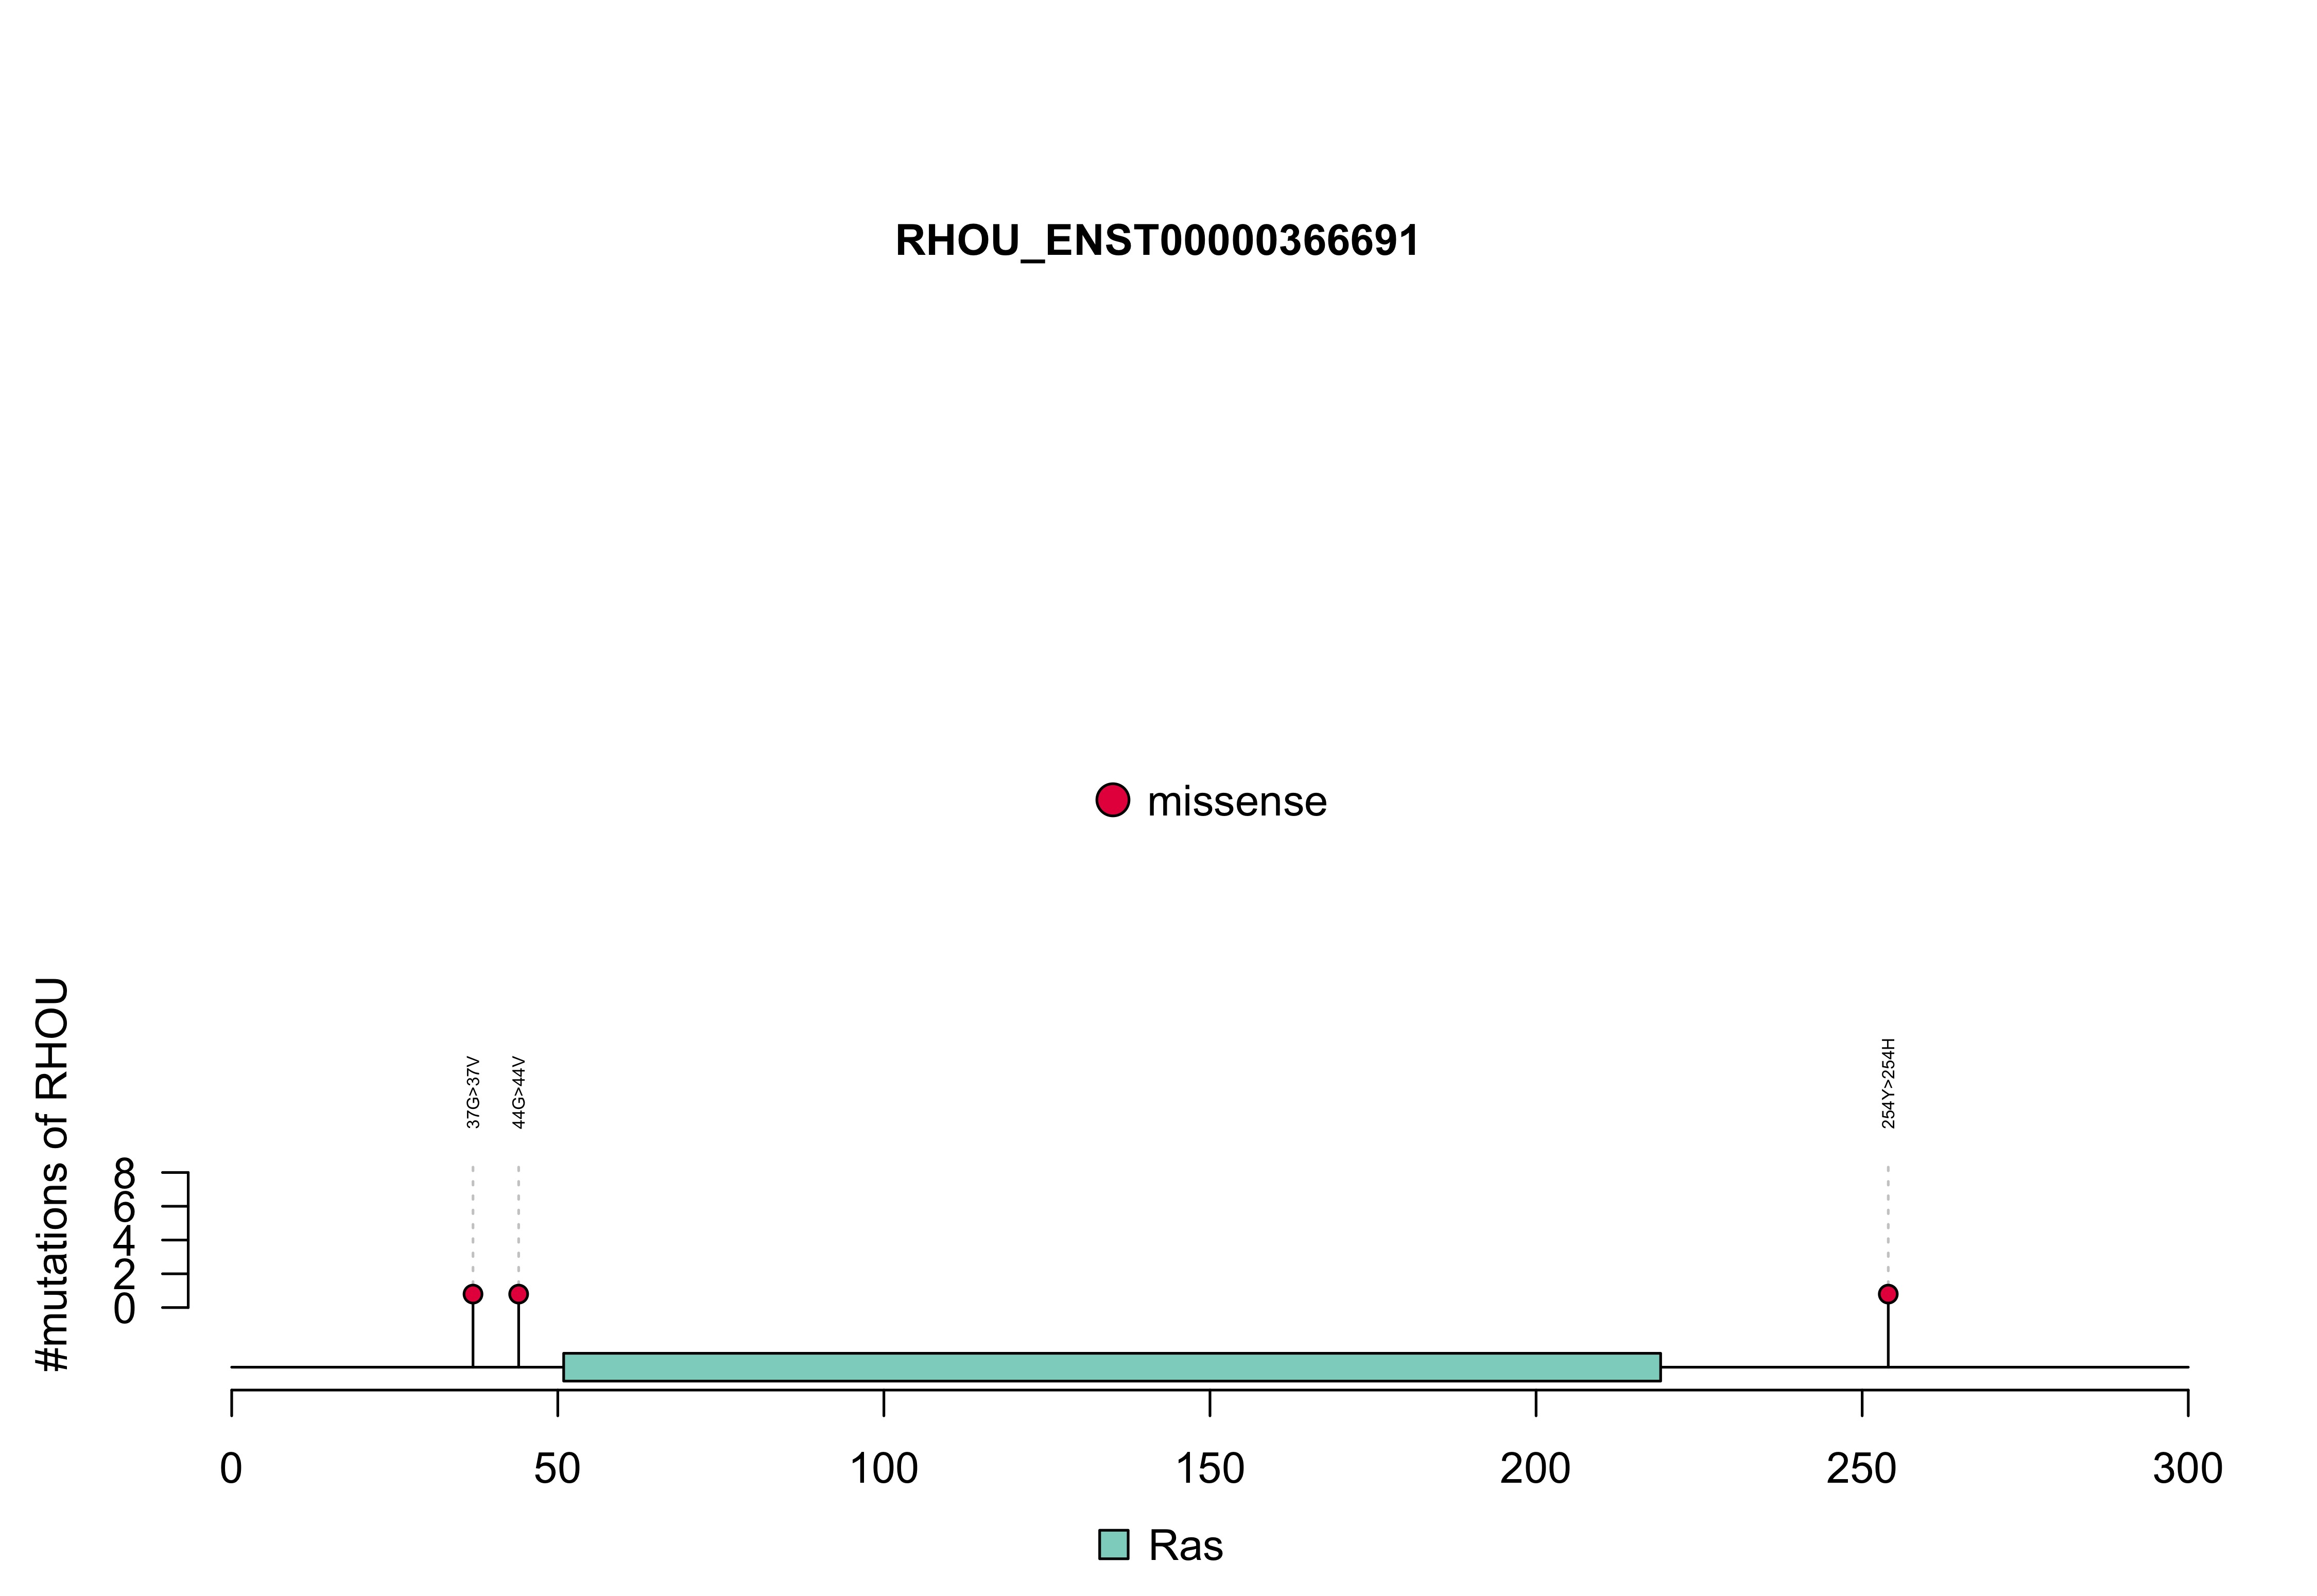 RHOU_ENST00000366691
missense
#mutations of RHOU
37G>37V
44G>44V
254Y>254H
8
6
4
2
0
0 50 100 150 200 250 300
Ras